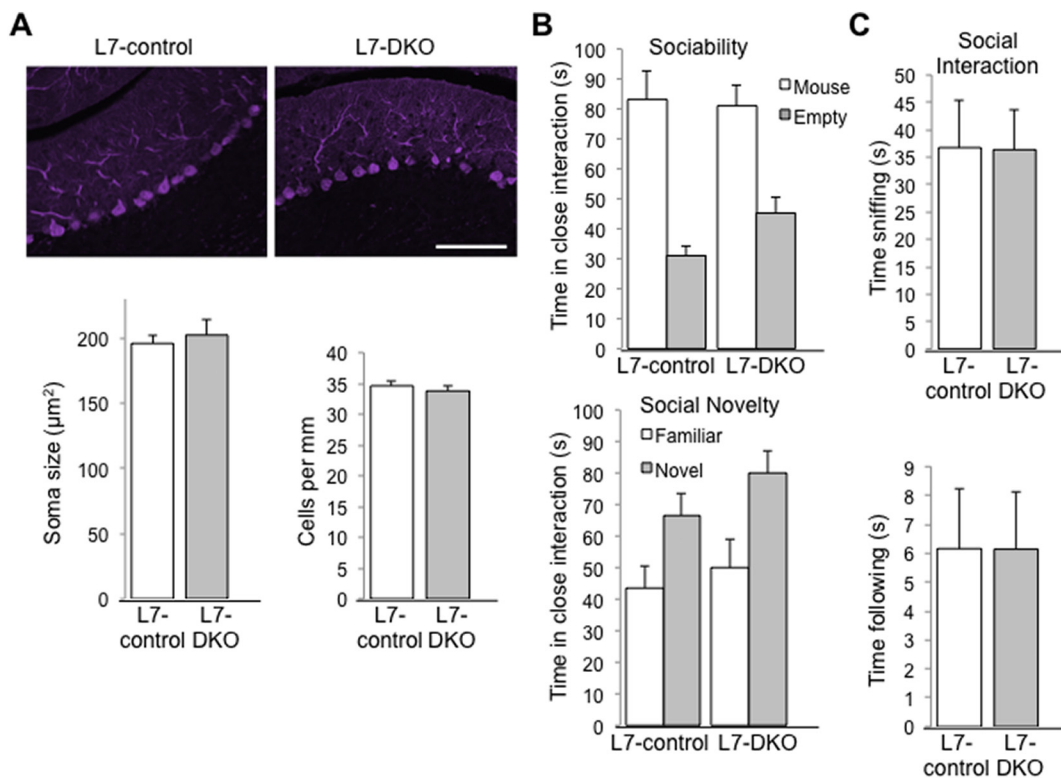 A
L7-control
L7-DKO
Soma size (µm²)
200
150
100
50
0
L7-
control
L7-
DKO
Cells per mm
40
35
30
25
20
15
10
5
0
L7-
control
L7-
DKO
B
Sociability
Mouse
Empty
Time in close interaction (s)
100
90
80
70
60
50
40
30
20
10
0
L7-control
L7-DKO
Social Novelty
Familiar
Novel
Time in close interaction (s)
100
90
80
70
60
50
40
30
20
10
0
L7-control
L7-DKO
C
Social
Interaction
Time sniffing (s)
50
45
40
35
30
25
20
15
10
5
0
L7-
control
L7-
DKO
Time following (s)
9
8
7
6
5
4
3
2
1
0
L7-
control
L7-
DKO